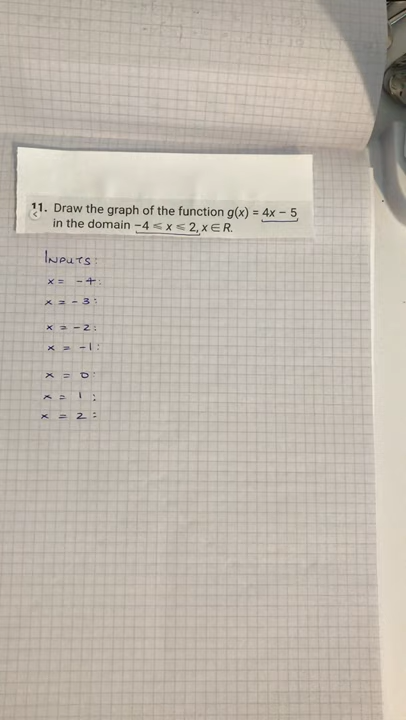 11. Draw the graph of the function g(x) = 4x − 5
in the domain −4 ⩽ x ⩽ 2, x ∈ R.
INPUTS:
x = -4:
x = -3:
x = -2:
x = -1:
x = 0:
x = 1:
x = 2: